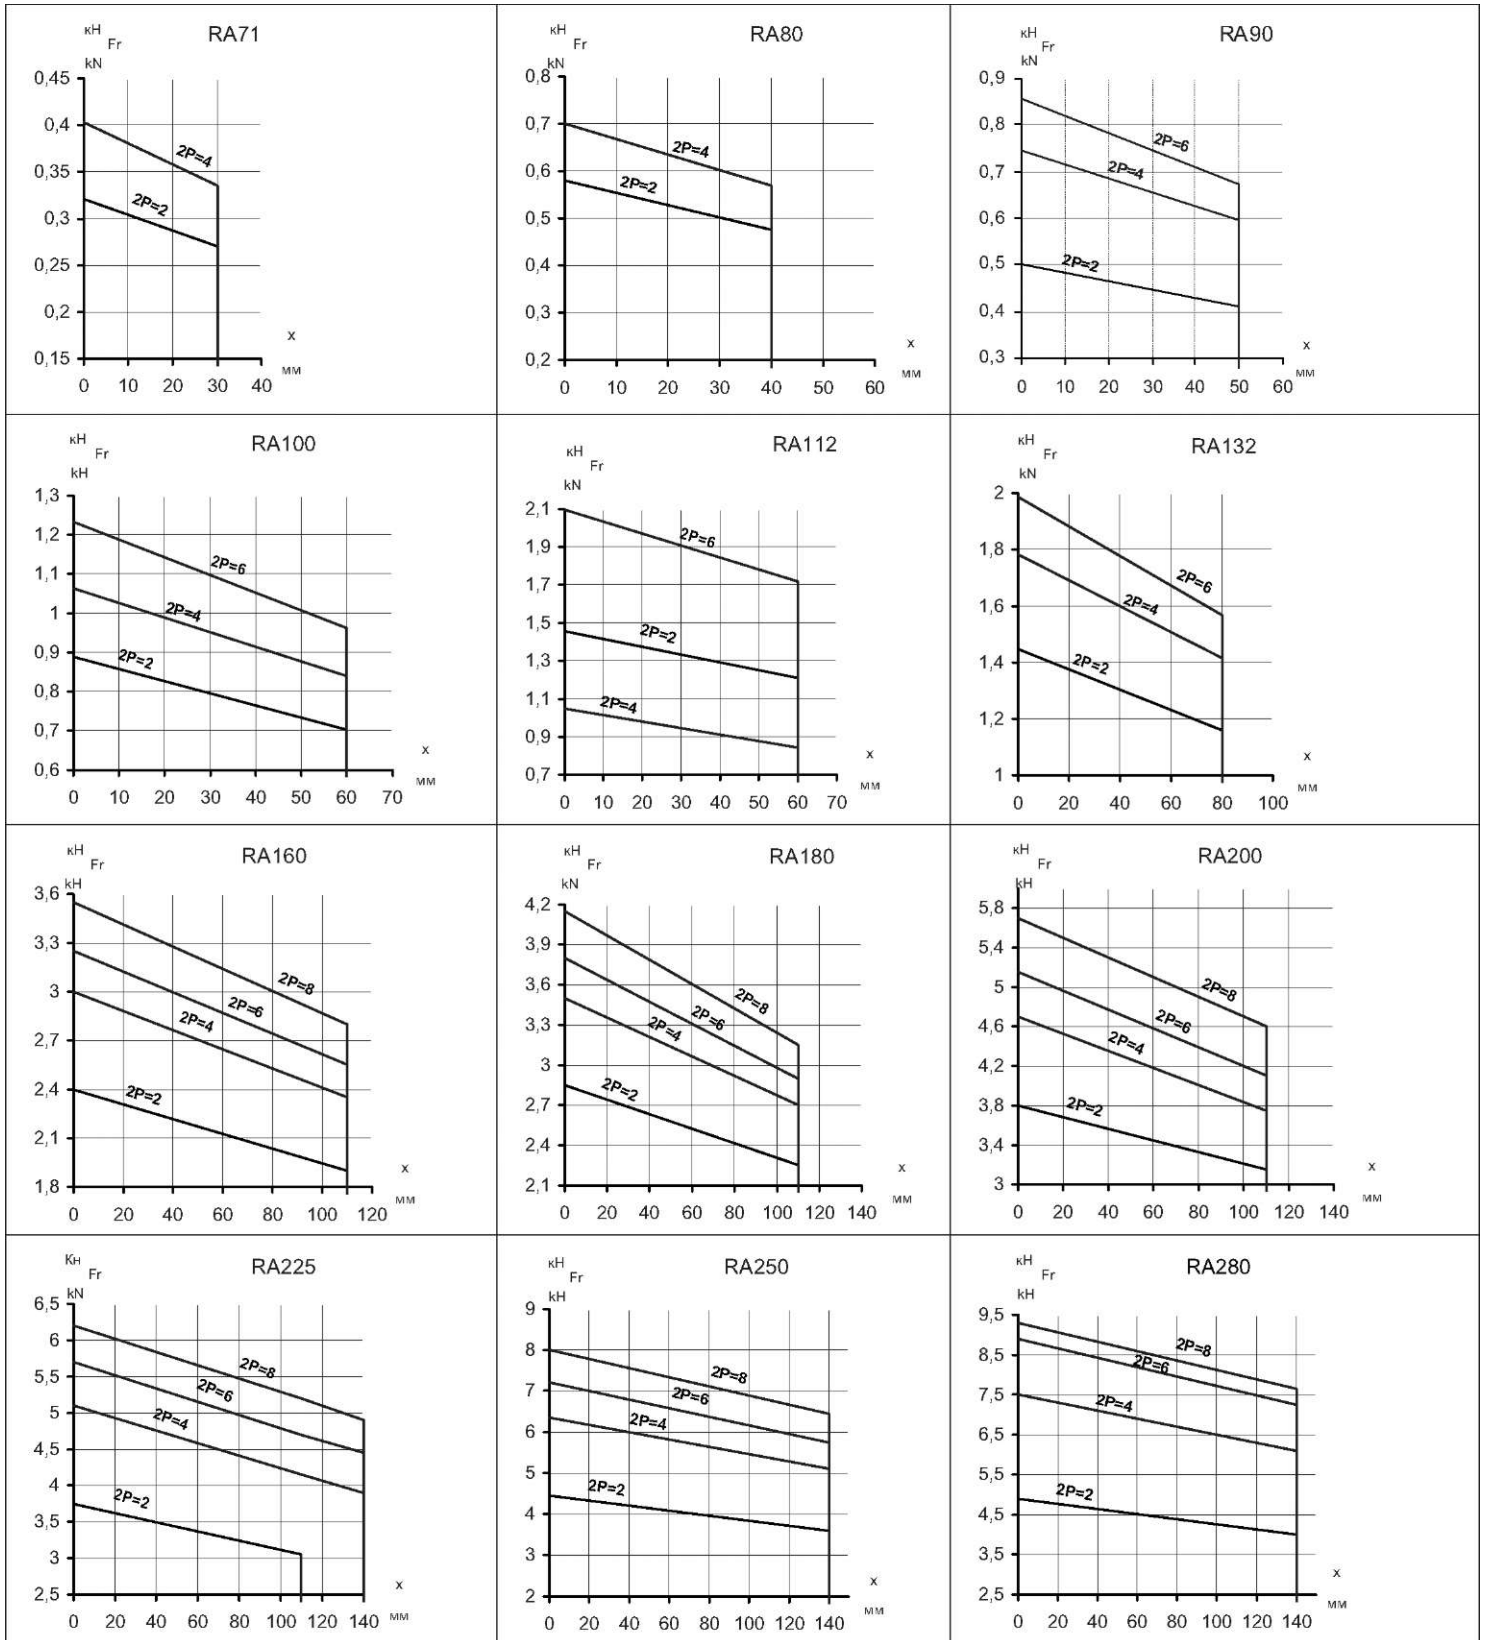 кН
Fr
RA71
kN
0,45
0,4
0,35
0,3
0,25
0,2
0,15
2P=4
2P=2
x
мм
0 10 20 30 40
кН
Fr
RA80
kN
0,8
0,7
0,6
0,5
0,4
0,3
0,2
2P=4
2P=2
x
мм
0 10 20 30 40 50 60
кН
Fr
RA90
kN
0,9
0,8
0,7
0,6
0,5
0,4
0,3
2P=6
2P=4
2P=2
x
мм
0 10 20 30 40 50 60
кН
Fr
RA100
kH
1,3
1,2
1,1
1
0,9
0,8
0,7
0,6
2P=6
2P=4
2P=2
x
мм
0 10 20 30 40 50 60 70
кН
Fr
RA112
kN
2,1
1,9
1,7
1,5
1,3
1,1
0,9
0,7
2P=6
2P=2
2P=4
x
мм
0 10 20 30 40 50 60 70
кН
Fr
RA132
kN
2
1,8
1,6
1,4
1,2
1
2P=6
2P=4
2P=2
x
мм
0 20 40 60 80 100
кН
Fr
RA160
kH
3,6
3,3
3
2,7
2,4
2,1
1,8
2P=8
2P=6
2P=4
2P=2
x
мм
0 20 40 60 80 100 120
кН
Fr
RA180
kN
4,2
3,9
3,6
3,3
3
2,7
2,4
2,1
2P=8
2P=6
2P=4
2P=2
x
мм
0 20 40 60 80 100 120 140
кН
Fr
RA200
kH
5,8
5,4
5
4,6
4,2
3,8
3,4
3
2P=8
2P=6
2P=4
2P=2
x
мм
0 20 40 60 80 100 120 140
Кн
Fr
RA225
kN
6,5
6
5,5
5
4,5
4
3,5
3
2,5
2P=8
2P=6
2P=4
2P=2
x
мм
0 20 40 60 80 100 120 140
кН
Fr
RA250
kH
9
8
7
6
5
4
3
2
2P=8
2P=6
2P=4
2P=2
x
мм
0 20 40 60 80 100 120 140
кН
Fr
RA280
kH
9,5
8,5
7,5
6,5
5,5
4,5
3,5
2,5
2P=8
2P=6
2P=4
2P=2
x
мм
0 20 40 60 80 100 120 140